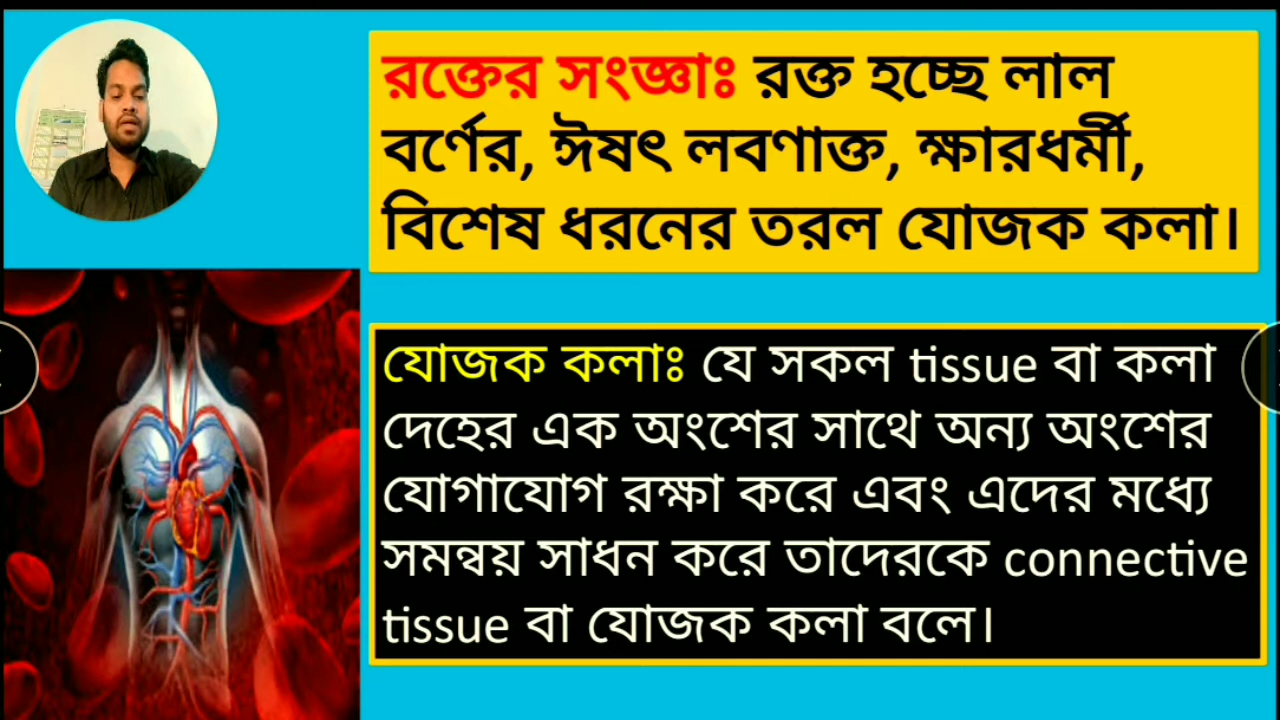 রক্তের সংজ্ঞাঃ রক্ত হচ্ছে লাল
বর্ণের, ঈষৎ লবণাক্ত, ক্ষারধর্মী,
বিশেষ ধরনের তরল যোজক কলা।
যোজক কলাঃ যে সকল tissue বা কলা
দেহের এক অংশের সাথে অন্য অংশের
যোগাযোগ রক্ষা করে এবং এদের মধ্যে
সমন্বয় সাধন করে তাদেরকে connective
tissue বা যোজক কলা বলে।